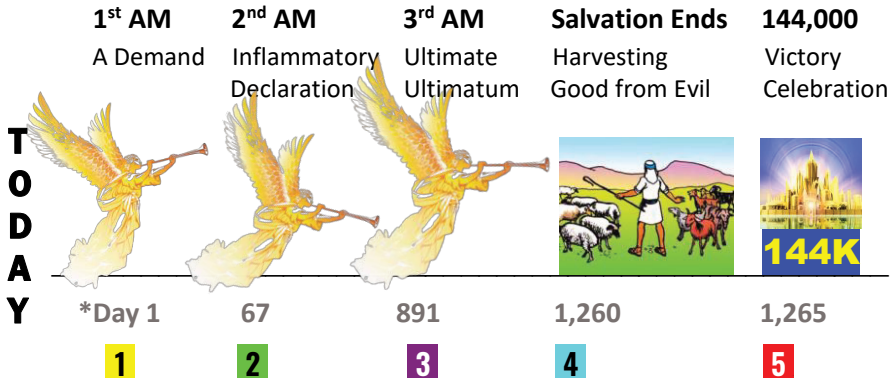 1st AM
A Demand
2nd AM
Inflammatory
Declaration
3rd AM
Ultimate
Ultimatum
Salvation Ends
Harvesting
Good from Evil
144,000
Victory
Celebration
TODAY
144K
*Day 1
67
891
1,260
1,265
1
2
3
4
5